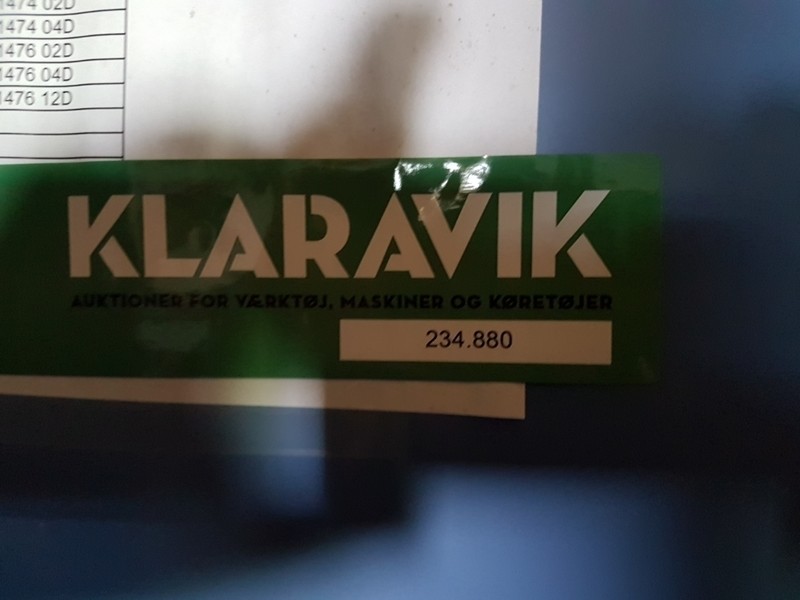 1474 02D
1474 04D
1476 02D
1476 04D
1476 12D
KLARAVIK
AUKTIONER FOR VÆRKTØJ, MASKINER OG KØRETØJER
234.880